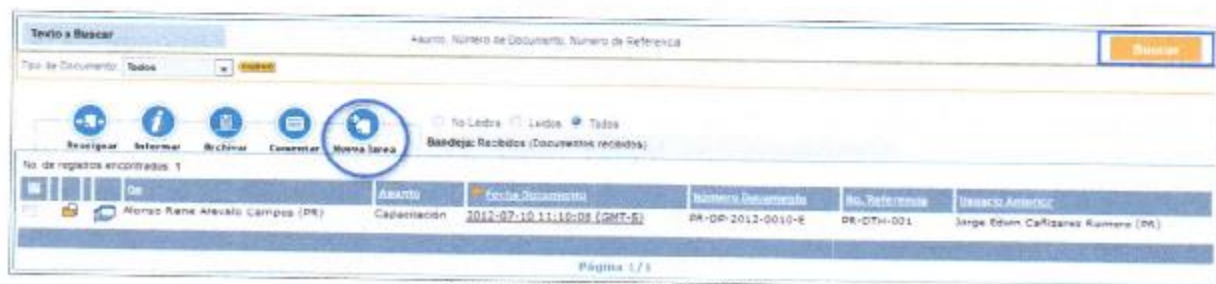 Texto a Buscar
Asunto, Número de Documento, Número de Referencia
Buscar
Tipo de Documento: Todos
Reasignar Informar Archivar Comentar Nueva tarea
No Leidos Leidos Todos
Bandeja: Recibidos (Documentos recibidos)
No. de registros encontrados: 1
De Asunto Fecha Documento Número Documento No. Referencia Usuario Anterior
Alonso Rene Arevalo Campos (PR) Capacitación 2012-07-10 11:10:08 (GMT-5) PR-DP-2012-0010-E PR-DTH-001 Jorge Edwin Cañizares Romero (PR)
Página 1/1